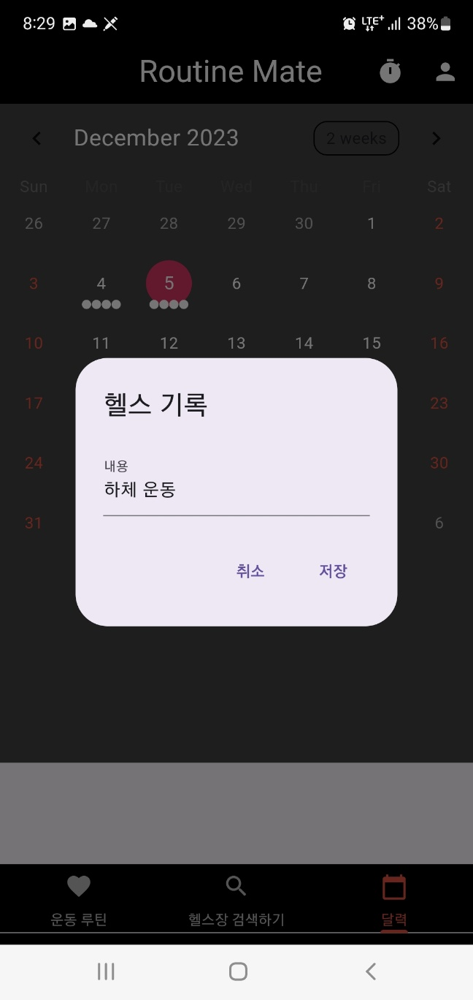 8:29 LTE+ 38%
Routine Mate
December 2023 2 weeks
Sun Mon Tue Wed Thu Fri Sat
26 27 28 29 30 1 2
3 4 5 6 7 8 9
10 11 12 13 14 15 16
헬스 기록
17 23
내용
24 30
하체 운동
31 6
취소 저장
운동 루틴 헬스장 검색하기 달력